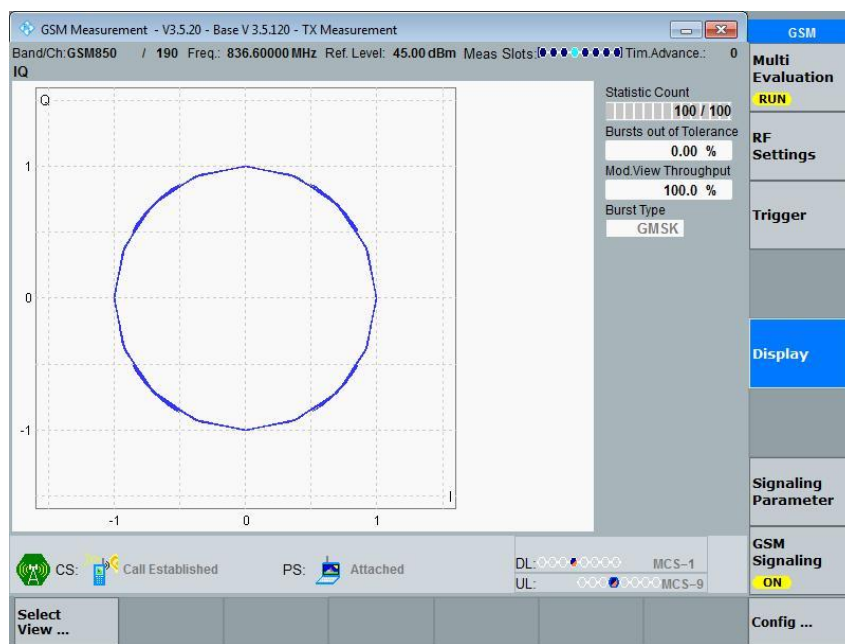 GSM Measurement - V3.5.20 - Base V 3.5.120 - TX Measurement
GSM
Band/Ch:GSM850 / 190 Freq.: 836.60000 MHz Ref. Level: 45.00 dBm Meas Slots: Tim.Advance.: 0
IQ
Multi
Evaluation
RUN
Q
1
0
-1
-1 0 1
I
Statistic Count
100 / 100
Bursts out of Tolerance
0.00 %
Mod.View Throughput
100.0 %
Burst Type
GMSK
RF
Settings
Trigger
Display
Signaling
Parameter
GSM
Signaling
ON
CS: Call Established PS: Attached
DL: MCS-1
UL: MCS-9
Select
View ...
Config ...